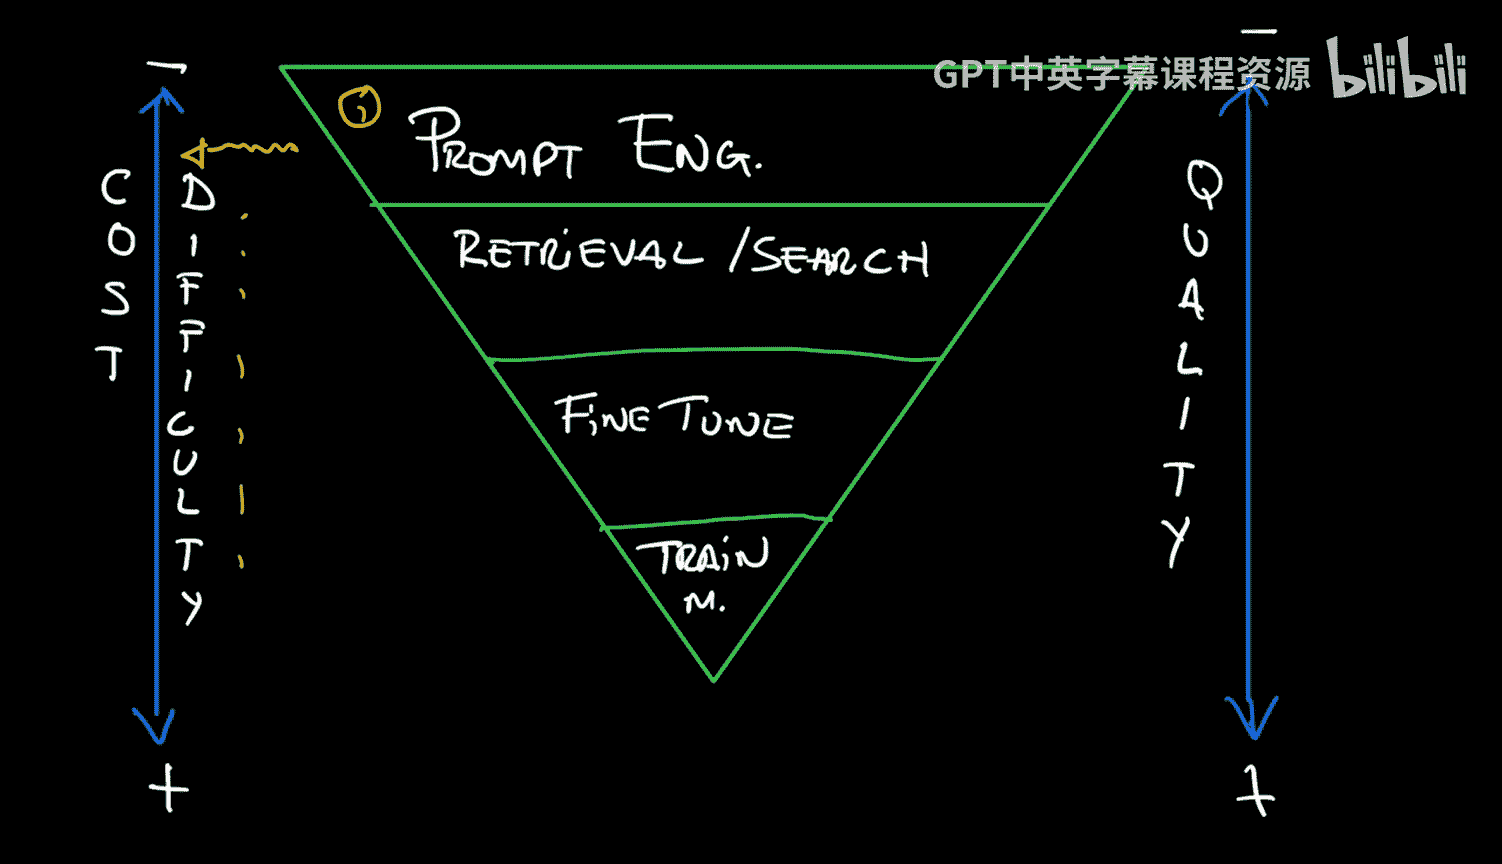 GPT中英字幕课程资源 bilibili
PROMPT ENG.
RETRIEVAL / SEARCH
FINE TUNE
TRAIN
M.
COST
DIFFICULTY
QUALITY
−
+
−
+